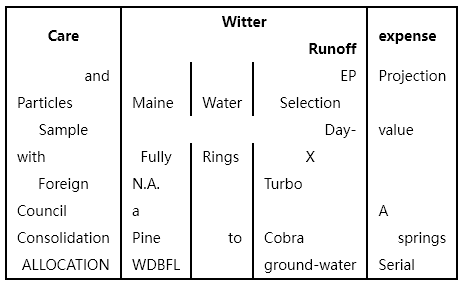 Care Witter expense
Runoff
and EP Projection
Particles Maine Water Selection
Sample Day- value
with Fully Rings X
Foreign N.A. Turbo
Council a A
Consolidation Pine to Cobra springs
ALLOCATION WDBFL ground-water Serial